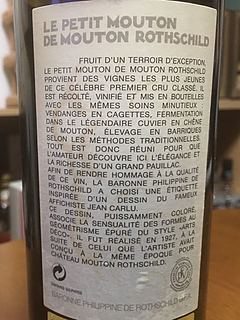 LE PETIT MOUTON
DE MOUTON ROTHSCHILD
FRUIT D'UN TERROIR D'EXCEPTION,
LE PETIT MOUTON DE MOUTON ROTHSCHILD
PROVIENT DES VIGNES LES PLUS JEUNES
DE CE CÉLÈBRE PREMIER CRU CLASSÉ. IL
EST RÉCOLTÉ, VINIFIÉ ET MIS EN BOUTEILLES
AVEC LES MÊMES SOINS MINUTIEUX :
VENDANGES EN CAGETTES, FERMENTATION
DANS LE LÉGENDAIRE CUVIER EN CHÊNE
DE MOUTON, ÉLEVAGE EN BARRIQUES
SELON LES MÉTHODES TRADITIONNELLES.
TOUT EST DONC RÉUNI POUR QUE
L'AMATEUR DÉCOUVRE ICI L'ÉLÉGANCE ET
LA RICHESSE D'UN GRAND PAUILLAC.
AFIN DE RENDRE HOMMAGE À LA QUALITÉ
DE CE VIN, LA BARONNE PHILIPPINE DE
ROTHSCHILD A CHOISI UNE ÉTIQUETTE
INSPIRÉE D'UN DESSIN DU FAMEUX
AFFICHISTE JEAN CARLU.
CE DESSIN, PUISSAMMENT COLORÉ,
ASSOCIE LA SENSUALITÉ DES FORMES AU
GÉOMÉTRISME ÉPURÉ DU STYLE «ARTS
DÉCO». IL FUT RÉALISÉ EN 1927, À LA
SUITE DE CELUI QUE L'ARTISTE AVAIT
CONÇU À LA MÊME ÉPOQUE POUR
CHÂTEAU MOUTON ROTHSCHILD.
BARONNE PHILIPPINE DE ROTHSCHILD